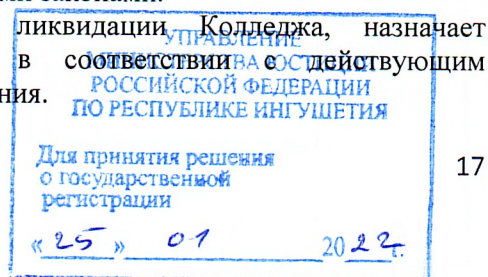 ликвидации Колледжа, назначает
УПРАВЛЕНИЕ
в соответствии с действующим
РОССИЙСКОЙ ФЕДЕРАЦИИ
ния.
ПО РЕСПУБЛИКЕ ИНГУШЕТИЯ
Для принятия решения
17
о государственной
регистрации
« 25 » 01 2022г.